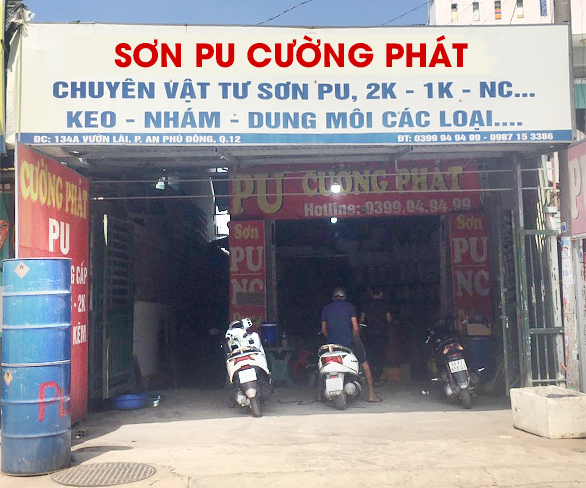 SƠN PU CƯỜNG PHÁT
CHUYÊN VẬT TƯ SƠN PU, 2K - 1K - NC...
KEO - NHÁM - DUNG MÔI CÁC LOẠI....
ĐC: 134A VƯỜN LÀI, P. AN PHÚ ĐÔNG, Q.12
ĐT: 0399 94 94 99 - 0987 15 3386
PU CƯỜNG PHÁT
Hotline: 0399.94.94.99
CƯỜNG PHÁT
PU
CẤP
- 2K
KẼM
Sơn
PU
NC
Sơn
PU
NC